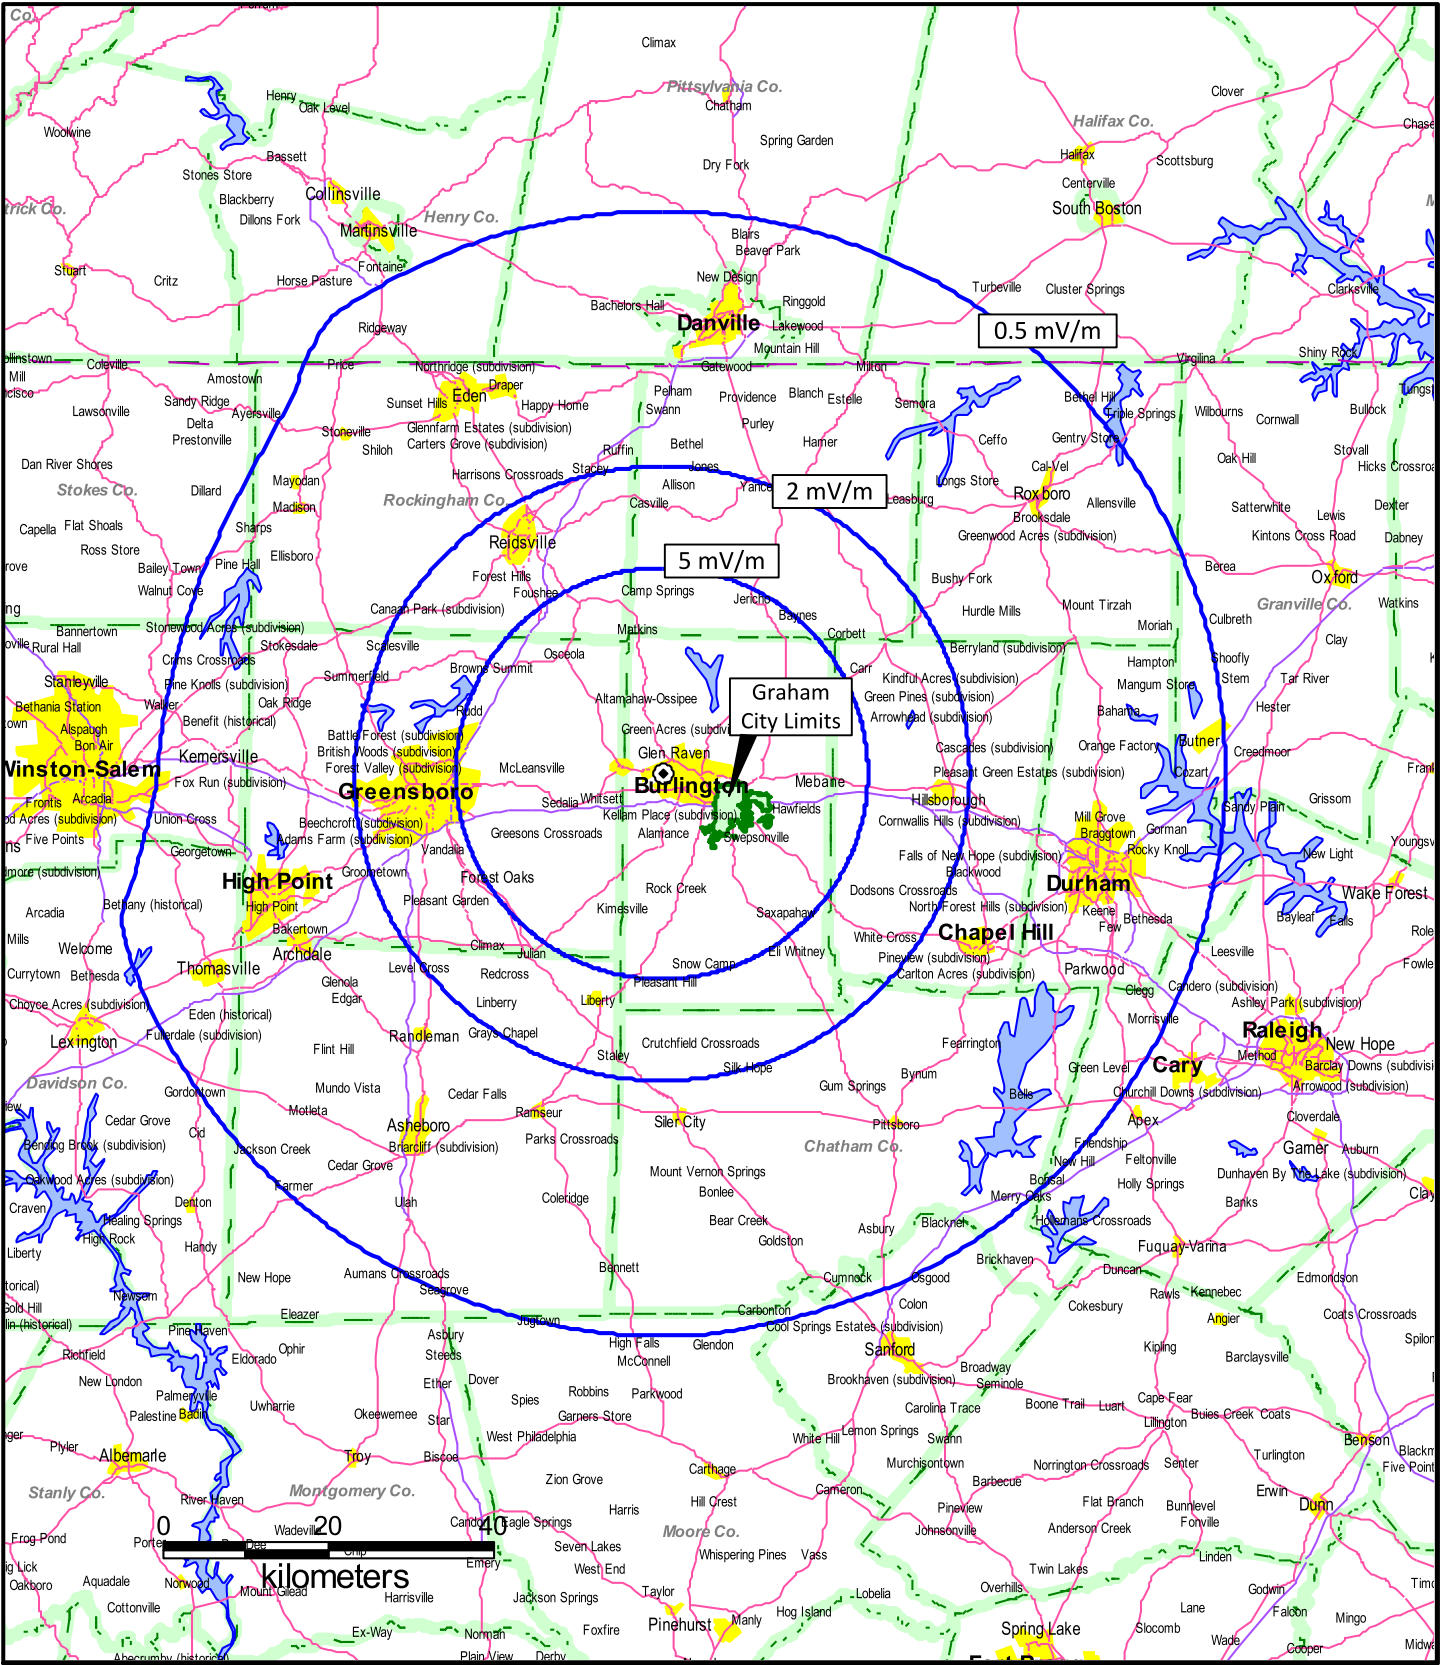 Co.
Climax
Pittsylvania Co.
Chatham
Clover
Henry
Oak Level
Halifax Co.
Woolwine
Spring Garden
Bassett
Dry Fork
Halifax
Scottsburg
Stones Store
Centerville
Collinsville
Blackberry
South Boston
trick Co.
Dillons Fork
Henry Co.
Martinsville
Blairs
Beaver Park
Fontaine
Stuart
Critz
Horse Pasture
New Design
Turbeville
Cluster Springs
Clarksville
Bachelors Hall
Ringgold
Danville
Lakewood
0.5 mV/m
Ridgeway
Mountain Hill
Shiny Rock
Virgilina
Coleville
Price
Northridge (subdivision)
Gatewood
Milton
Mill
Amostown
Draper
Pelham
Providence
Blanch
Estelle
Semora
Bethel Hill
Sandy Ridge
Sunset Hills
Eden
Happy Home
Swann
Triple Springs
Wilbourns
Cornwall
Bullock
Lawsonville
Ayersville
Delta
Purley
Prestonville
Stoneville
Glennfarm Estates (subdivision)
Carters Grove (subdivision)
Bethel
Hamer
Ceffo
Gentry Store
Shiloh
Ruffin
Stovall
Dan River Shores
Harrisons Crossroads
Stacey
Jones
Cal-Vel
Oak Hill
Mayodan
Allison
2 mV/m
Longs Store
Stokes Co.
Dillard
Rockingham Co.
Casville
Leasburg
Roxboro
Allensville
Satterwhite
Dexter
Madison
Lewis
Capella
Flat Shoals
Sharps
Brooksdale
Greenwood Acres (subdivision)
Kintons Cross Road
Dabney
Ross Store
Ellisboro
Reidsville
5 mV/m
Bailey Town
Pine Hall
Berea
Walnut Cove
Forest Hills
Foushee
Camp Springs
Jericho
Bushy Fork
Oxford
Canaan Park (subdivision)
Baynes
Hurdle Mills
Mount Tirzah
Granville Co.
Watkins
Bannertown
Stonewood Acres (subdivision)
Matkins
Corbett
Moriah
Culbreth
Rural Hall
Stokesdale
Scalesville
Osceola
Berryland (subdivision)
Clay
Crims Crossroads
Browns Summit
Carr
Hampton
Shoofly
Stanleyville
Pine Knolls (subdivision)
Summerfield
Kindful Acres (subdivision)
Mangum Store
Stem
Tar River
Bethania Station
Walker
Oak Ridge
Rudd
Altamahaw-Ossipee
Graham
City Limits
Green Pines (subdivision)
Arrowhead (subdivision)
Bahama
Hester
Alspaugh
Benefit (historical)
Battle Forest (subdivision)
Bon Air
British Woods (subdivision)
Glen Raven
Cascades (subdivision)
Orange Factory
Butner
Creedmoor
Kernersville
Forest Valley (subdivision)
McLeansville
Winston-Salem
Fox Run (subdivision)
Greensboro
Burlington
Mebane
Pleasant Green Estates (subdivision)
Cozart
Frontis
Arcadia
Sedalia
Whitsett
Hawfields
Hillsborough
Sandy Plain
Grissom
Union Cross
Beechcroft (subdivision)
Kellam Place (subdivision)
Cornwallis Hills (subdivision)
Mill Grove
Five Points
Adams Farm (subdivision)
Greesons Crossroads
Alamance
Swepsonville
Braggtown
Gorman
Georgetown
Vandalia
Falls of New Hope (subdivision)
Rocky Knoll
New Light
Groometown
Blackwood
High Point
Forest Oaks
Rock Creek
Dodsons Crossroads
Durham
Wake Forest
Bethany (historical)
High Point
Pleasant Garden
Kimesville
Saxapahaw
North Forest Hills (subdivision)
Keene
Bethesda
Bayleaf
Falls
Arcadia
Bakertown
Few
Mills
Welcome
Archdale
Climax
Julian
White Cross
Chapel Hill
Leesville
Currytown
Bethesda
Thomasville
Level Cross
Redcross
Snow Camp
Eli Whitney
Pineview (subdivision)
Carlton Acres (subdivision)
Parkwood
Glenola
Pleasant Hill
Clegg
Candero (subdivision)
Choyce Acres (subdivision)
Eden (historical)
Edgar
Linberry
Liberty
Ashley Park (subdivision)
Lexington
Fullerdale (subdivision)
Randleman
Grays Chapel
Morrisville
Raleigh
Flint Hill
Staley
Crutchfield Crossroads
Fearrington
New Hope
Silk Hope
Bynum
Green Level
Cary
Method
Barclay Downs (subdivisi
Davidson Co.
Gordontown
Mundo Vista
Cedar Falls
Gum Springs
Bells
Churchill Downs (subdivision)
Arrowood (subdivision)
Cedar Grove
Motleta
Asheboro
Ramseur
Siler City
Pittsboro
Apex
Cloverdale
Bending Brook (subdivision)
Cid
Jackson Creek
Briarcliff (subdivision)
Parks Crossroads
Chatham Co.
Friendship
Garner
Auburn
Oakwood Acres (subdivision)
Cedar Grove
Mount Vernon Springs
New Hill
Feltonville
Dunhaven By The Lake (subdivision)
Farmer
Bonsal
Holly Springs
Craven
Denton
Ulah
Coleridge
Bonlee
Merry Oaks
Banks
Clay
Healing Springs
Bear Creek
Asbury
Blacknel
Hollemans Crossroads
High Rock
Liberty
Handy
Goldston
Brickhaven
Fuquay-Varina
New Hope
Aumans Crossroads
Bennett
Cumnock
Osgood
Duncan
Edmondson
Newsom
Seagrove
Colon
Cokesbury
Rawls
Kennebec
Gold Hill
Eleazer
Jugtown
Carbonton
Angier
Coats Crossroads
Pine Haven
Asbury
High Falls
Glendon
Cool Springs Estates (subdivision)
Sanford
Kipling
Richfield
Ophir
Eldorado
Steeds
McConnell
Broadway
Barclaysville
New London
Ether
Dover
Brookhaven (subdivision)
Seminole
Palmeryville
Uwharrie
Spies
Robbins
Parkwood
Carolina Trace
Boone Trail
Luart
Cape Fear
Palestine
Badin
Okeewemee
Star
Garners Store
Lillington
Buies Creek
Coats
Plyler
West Philadelphia
White Hill
Lemon Springs
Swann
Benson
Albemarle
Troy
Biscoe
Murchisontown
Norrington Crossroads
Senter
Turlington
Five Point
Carthage
Zion Grove
Barbecue
Stanly Co.
Montgomery Co.
Cameron
Erwin
River Haven
Harris
Hill Crest
Pineview
Flat Branch
Bunnlevel
Dunn
0 20 40
Wadeville
Eagle Springs
Moore Co.
Johnsonville
Anderson Creek
Fonville
Frog Pond
Seven Lakes
Whispering Pines
Vass
Linden
Emery
West End
Twin Lakes
kilometers
Oakboro
Aquadale
Norwood
Mount Gilead
Harrisville
Jackson Springs
Taylor
Lobelia
Overhills
Godwin
Cottonville
Hog Island
Lane
Falcon
Mingo
Ex-Way
Norman
Foxfire
Pinehurst
Manly
Spring Lake
Slocomb
Wade
Cooper
Plain View
Derby
Abecrumby (historical)